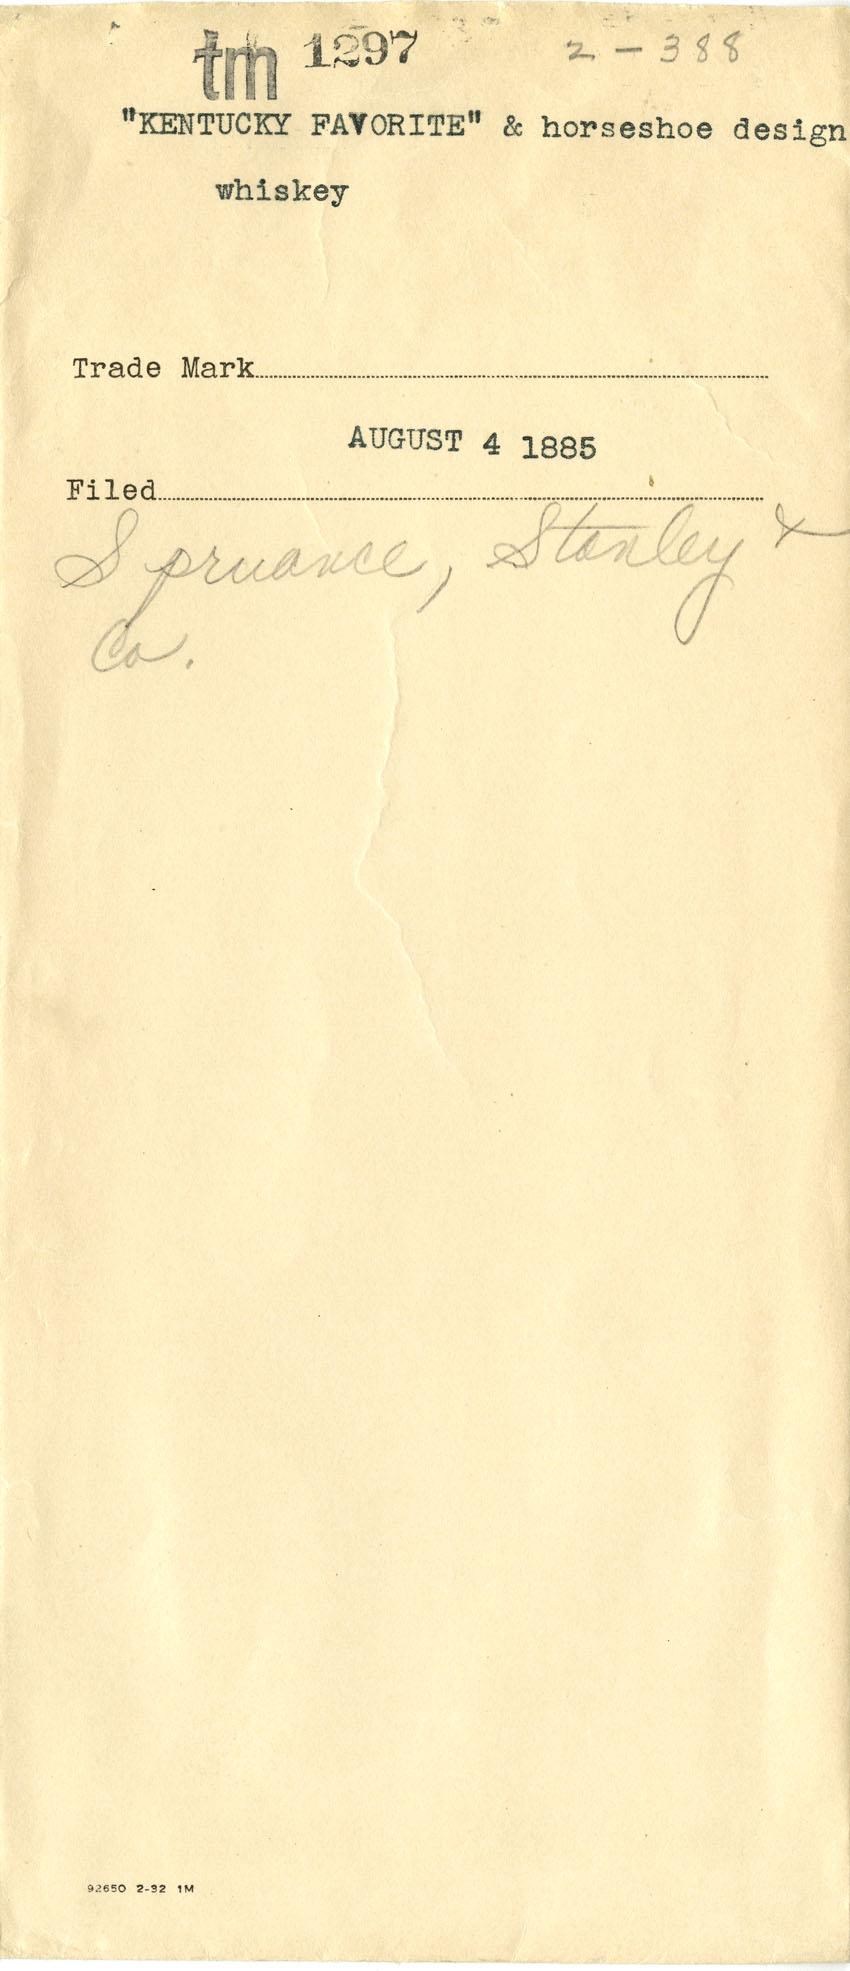 tm 1297 2-388
"KENTUCKY FAVORITE" & horseshoe design
whiskey
Trade Mark
AUGUST 4 1885
Filed
Spruance, Stanley &
Co.
92650 2-32 1M